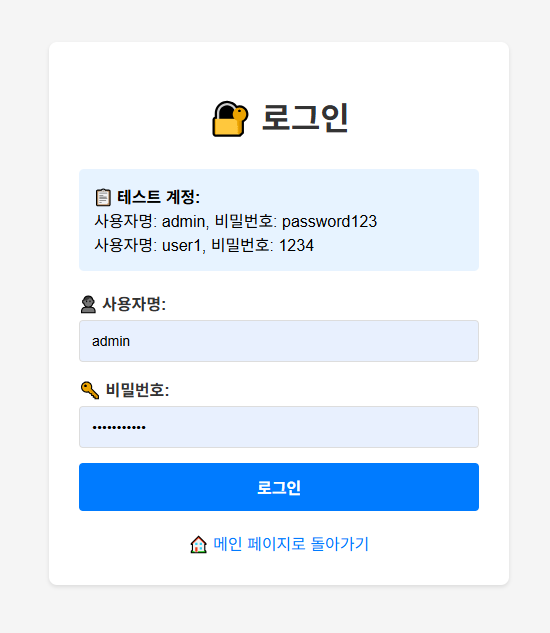 🔐 로그인
📋 테스트 계정:
사용자명: admin, 비밀번호: password123
사용자명: user1, 비밀번호: 1234
👤 사용자명:
admin
🔑 비밀번호:
•••••••••••
로그인
🏠 메인 페이지로 돌아가기